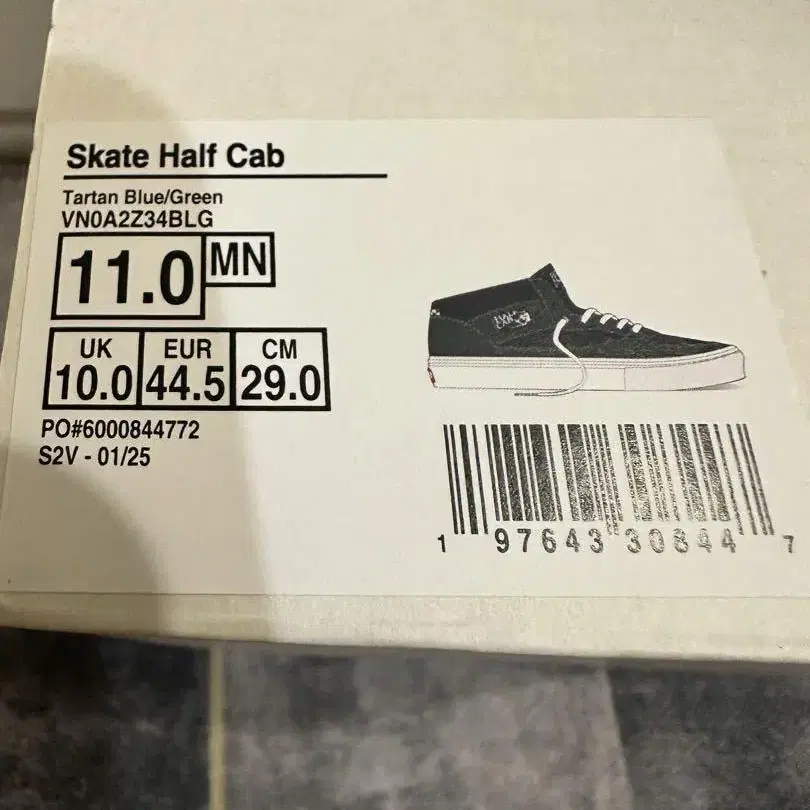 Skate Half Cab
Tartan Blue/Green
VN0A2Z34BLG
11.0 MN
UK EUR CM
10.0 44.5 29.0
PO#6000844772
S2V - 01/25
1 97643 30844 7